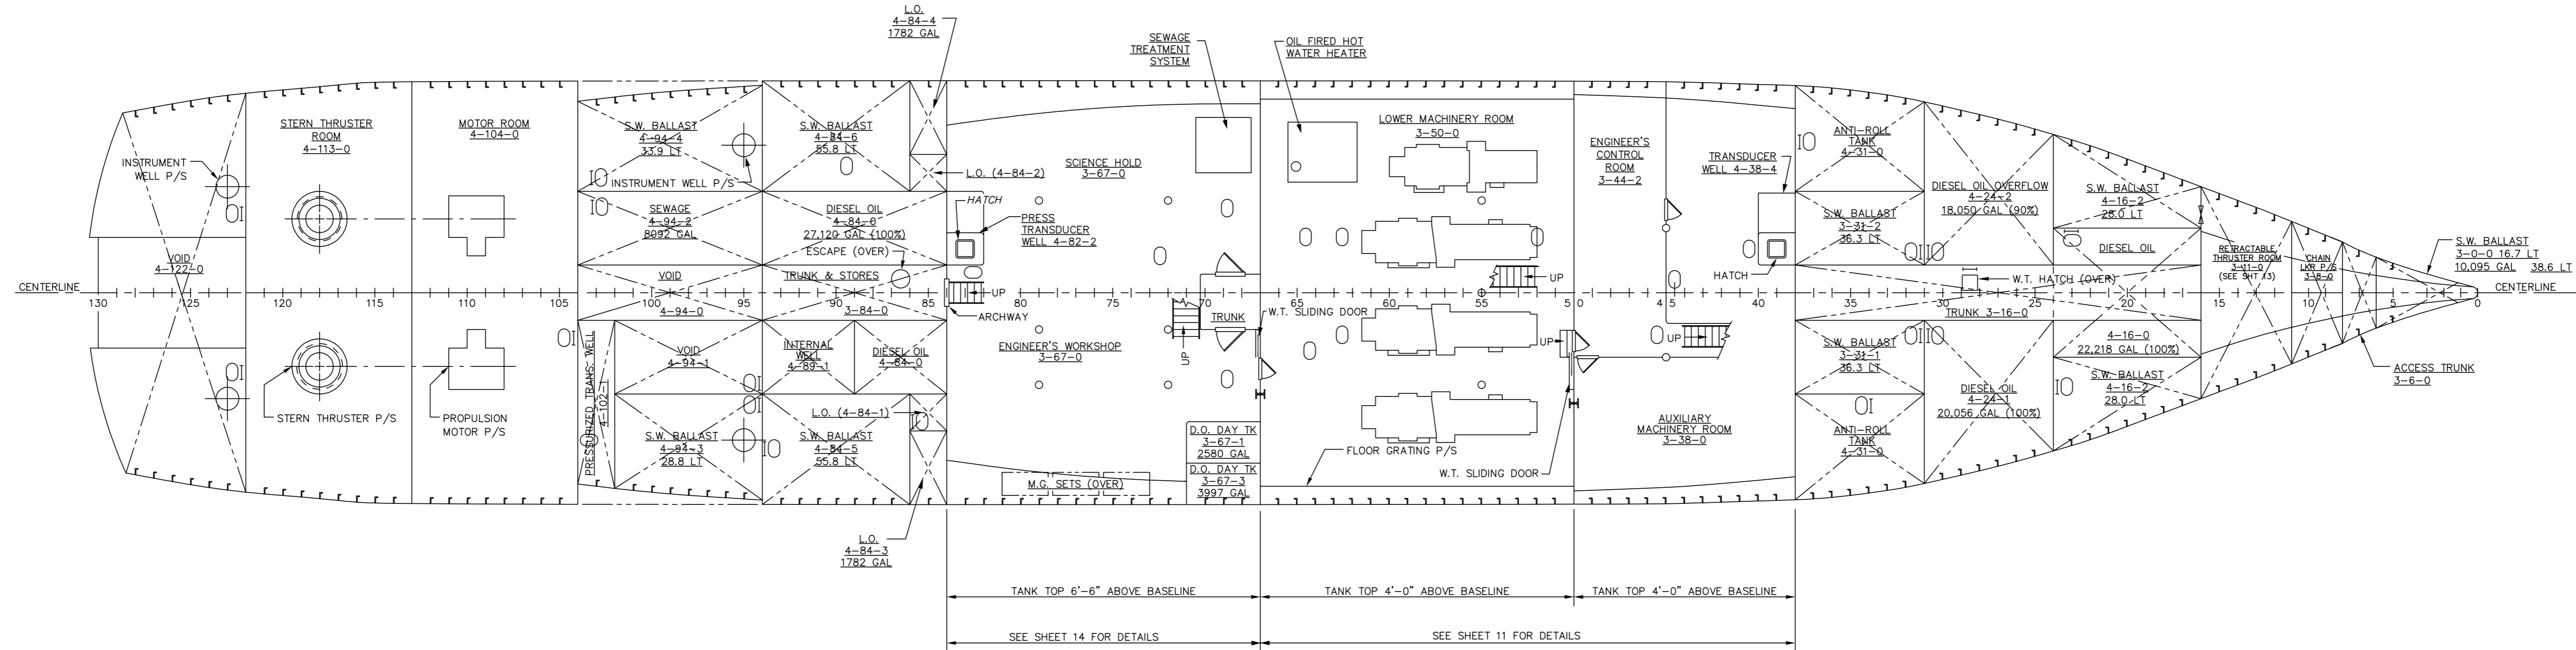 L.O.
4-84-4
1782 GAL
SEWAGE
TREATMENT
SYSTEM
OIL FIRED HOT
WATER HEATER
STERN THRUSTER
ROOM
4-113-0
MOTOR ROOM
4-104-0
S.W. BALLAST
4-94-4
33.9 LT
S.W. BALLAST
4-84-6
55.8 LT
SCIENCE HOLD
3-67-0
LOWER MACHINERY ROOM
3-50-0
ENGINEER'S
CONTROL
ROOM
3-44-2
TRANSDUCER
WELL 4-38-4
ANTI-ROLL
TANK
4-31-0
INSTRUMENT
WELL P/S
INSTRUMENT WELL P/S
L.O. (4-84-2)
HATCH
PRESS
TRANSDUCER
WELL 4-82-2
SEWAGE
4-94-2
8092 GAL
DIESEL OIL
4-84-6
27,120 GAL (100%)
ESCAPE (OVER)
S.W. BALLAST
3-31-2
36.3 LT
DIESEL OIL OVERFLOW
4-24-2
18,050 GAL (90%)
S.W. BALLAST
4-16-2
28.0 LT
DIESEL OIL
RETRACTABLE
THRUSTER ROOM
3-11-0
(SEE SHT 13)
CHAIN
LKR P/S
3-8-0
S.W. BALLAST
3-0-0 16.7 LT
10,095 GAL 38.6 LT
VOID
4-122-0
VOID
4-94-0
TRUNK & STORES
3-84-0
UP
ARCHWAY
UP
HATCH
W.T. HATCH (OVER)
TRUNK 3-16-0
CENTERLINE
CENTERLINE
130 125 120 115 110 105 100 95 90 85 80 75 70 65 60 55 5 0 4 5 40 35 30 25 20 15 10 5 0
TRUNK
W.T. SLIDING DOOR
UP
UP
UP
PRESSURIZED TRANS. WELL
4-102-1
VOID
4-94-1
INTERNAL
WELL
4-89-1
DIESEL OIL
4-84-0
ENGINEER'S WORKSHOP
3-67-0
S.W. BALLAST
3-31-1
36.3 LT
4-16-0
22,218 GAL (100%)
S.W. BALLAST
4-16-2
28.0 LT
ACCESS TRUNK
3-6-0
STERN THRUSTER P/S
PROPULSION
MOTOR P/S
L.O. (4-84-1)
S.W. BALLAST
4-94-3
28.8 LT
S.W. BALLAST
4-84-5
55.8 LT
D.O. DAY TK
3-67-1
2580 GAL
D.O. DAY TK
3-67-3
3997 GAL
M.G. SETS (OVER)
FLOOR GRATING P/S
W.T. SLIDING DOOR
AUXILIARY
MACHINERY ROOM
3-38-0
ANTI-ROLL
TANK
4-31-0
DIESEL OIL
4-24-1
20,056 GAL (100%)
L.O.
4-84-3
1782 GAL
TANK TOP 6'-6" ABOVE BASELINE
TANK TOP 4'-0" ABOVE BASELINE
TANK TOP 4'-0" ABOVE BASELINE
SEE SHEET 14 FOR DETAILS
SEE SHEET 11 FOR DETAILS